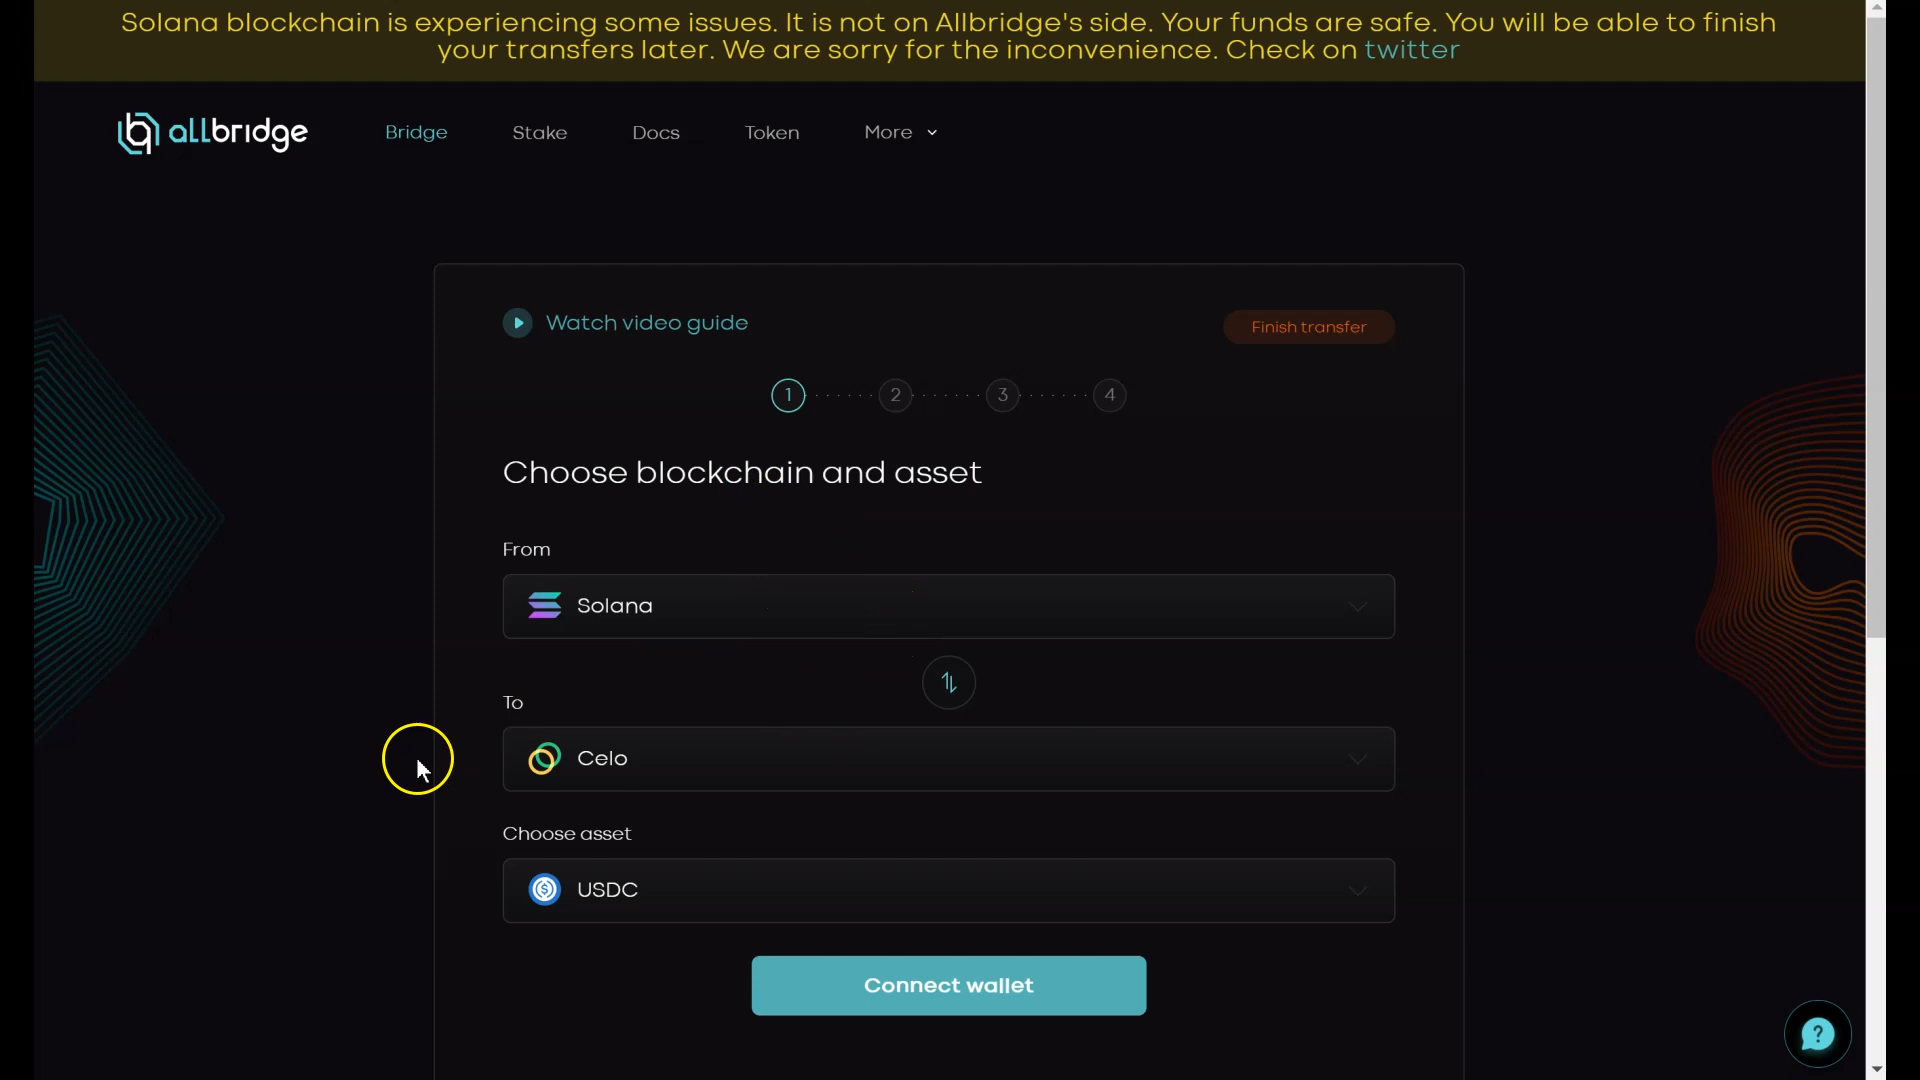 Solana blockchain is experiencing some issues. It is not on Allbridge's side. Your funds are safe. You will be able to finish
your transfers later. We are sorry for the inconvenience. Check on twitter
allbridge
Bridge
Stake
Docs
Token
More
Watch video guide
Finish transfer
1
2
3
4
Choose blockchain and asset
From
Solana
To
Celo
Choose asset
USDC
Connect wallet
?